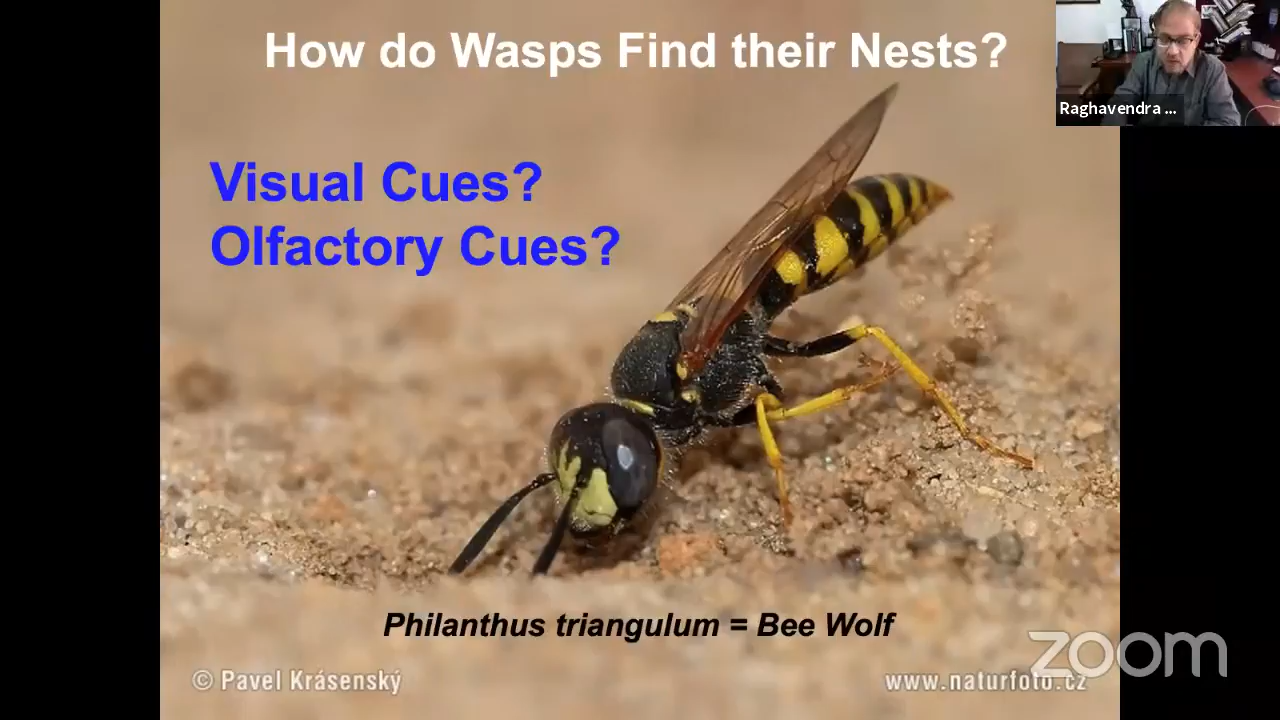 How do Wasps Find their Nests?
Raghavendra ...
Visual Cues?
Olfactory Cues?
Philanthus triangulum = Bee Wolf
zoom
© Pavel Krásenský
www.naturfoto.cz